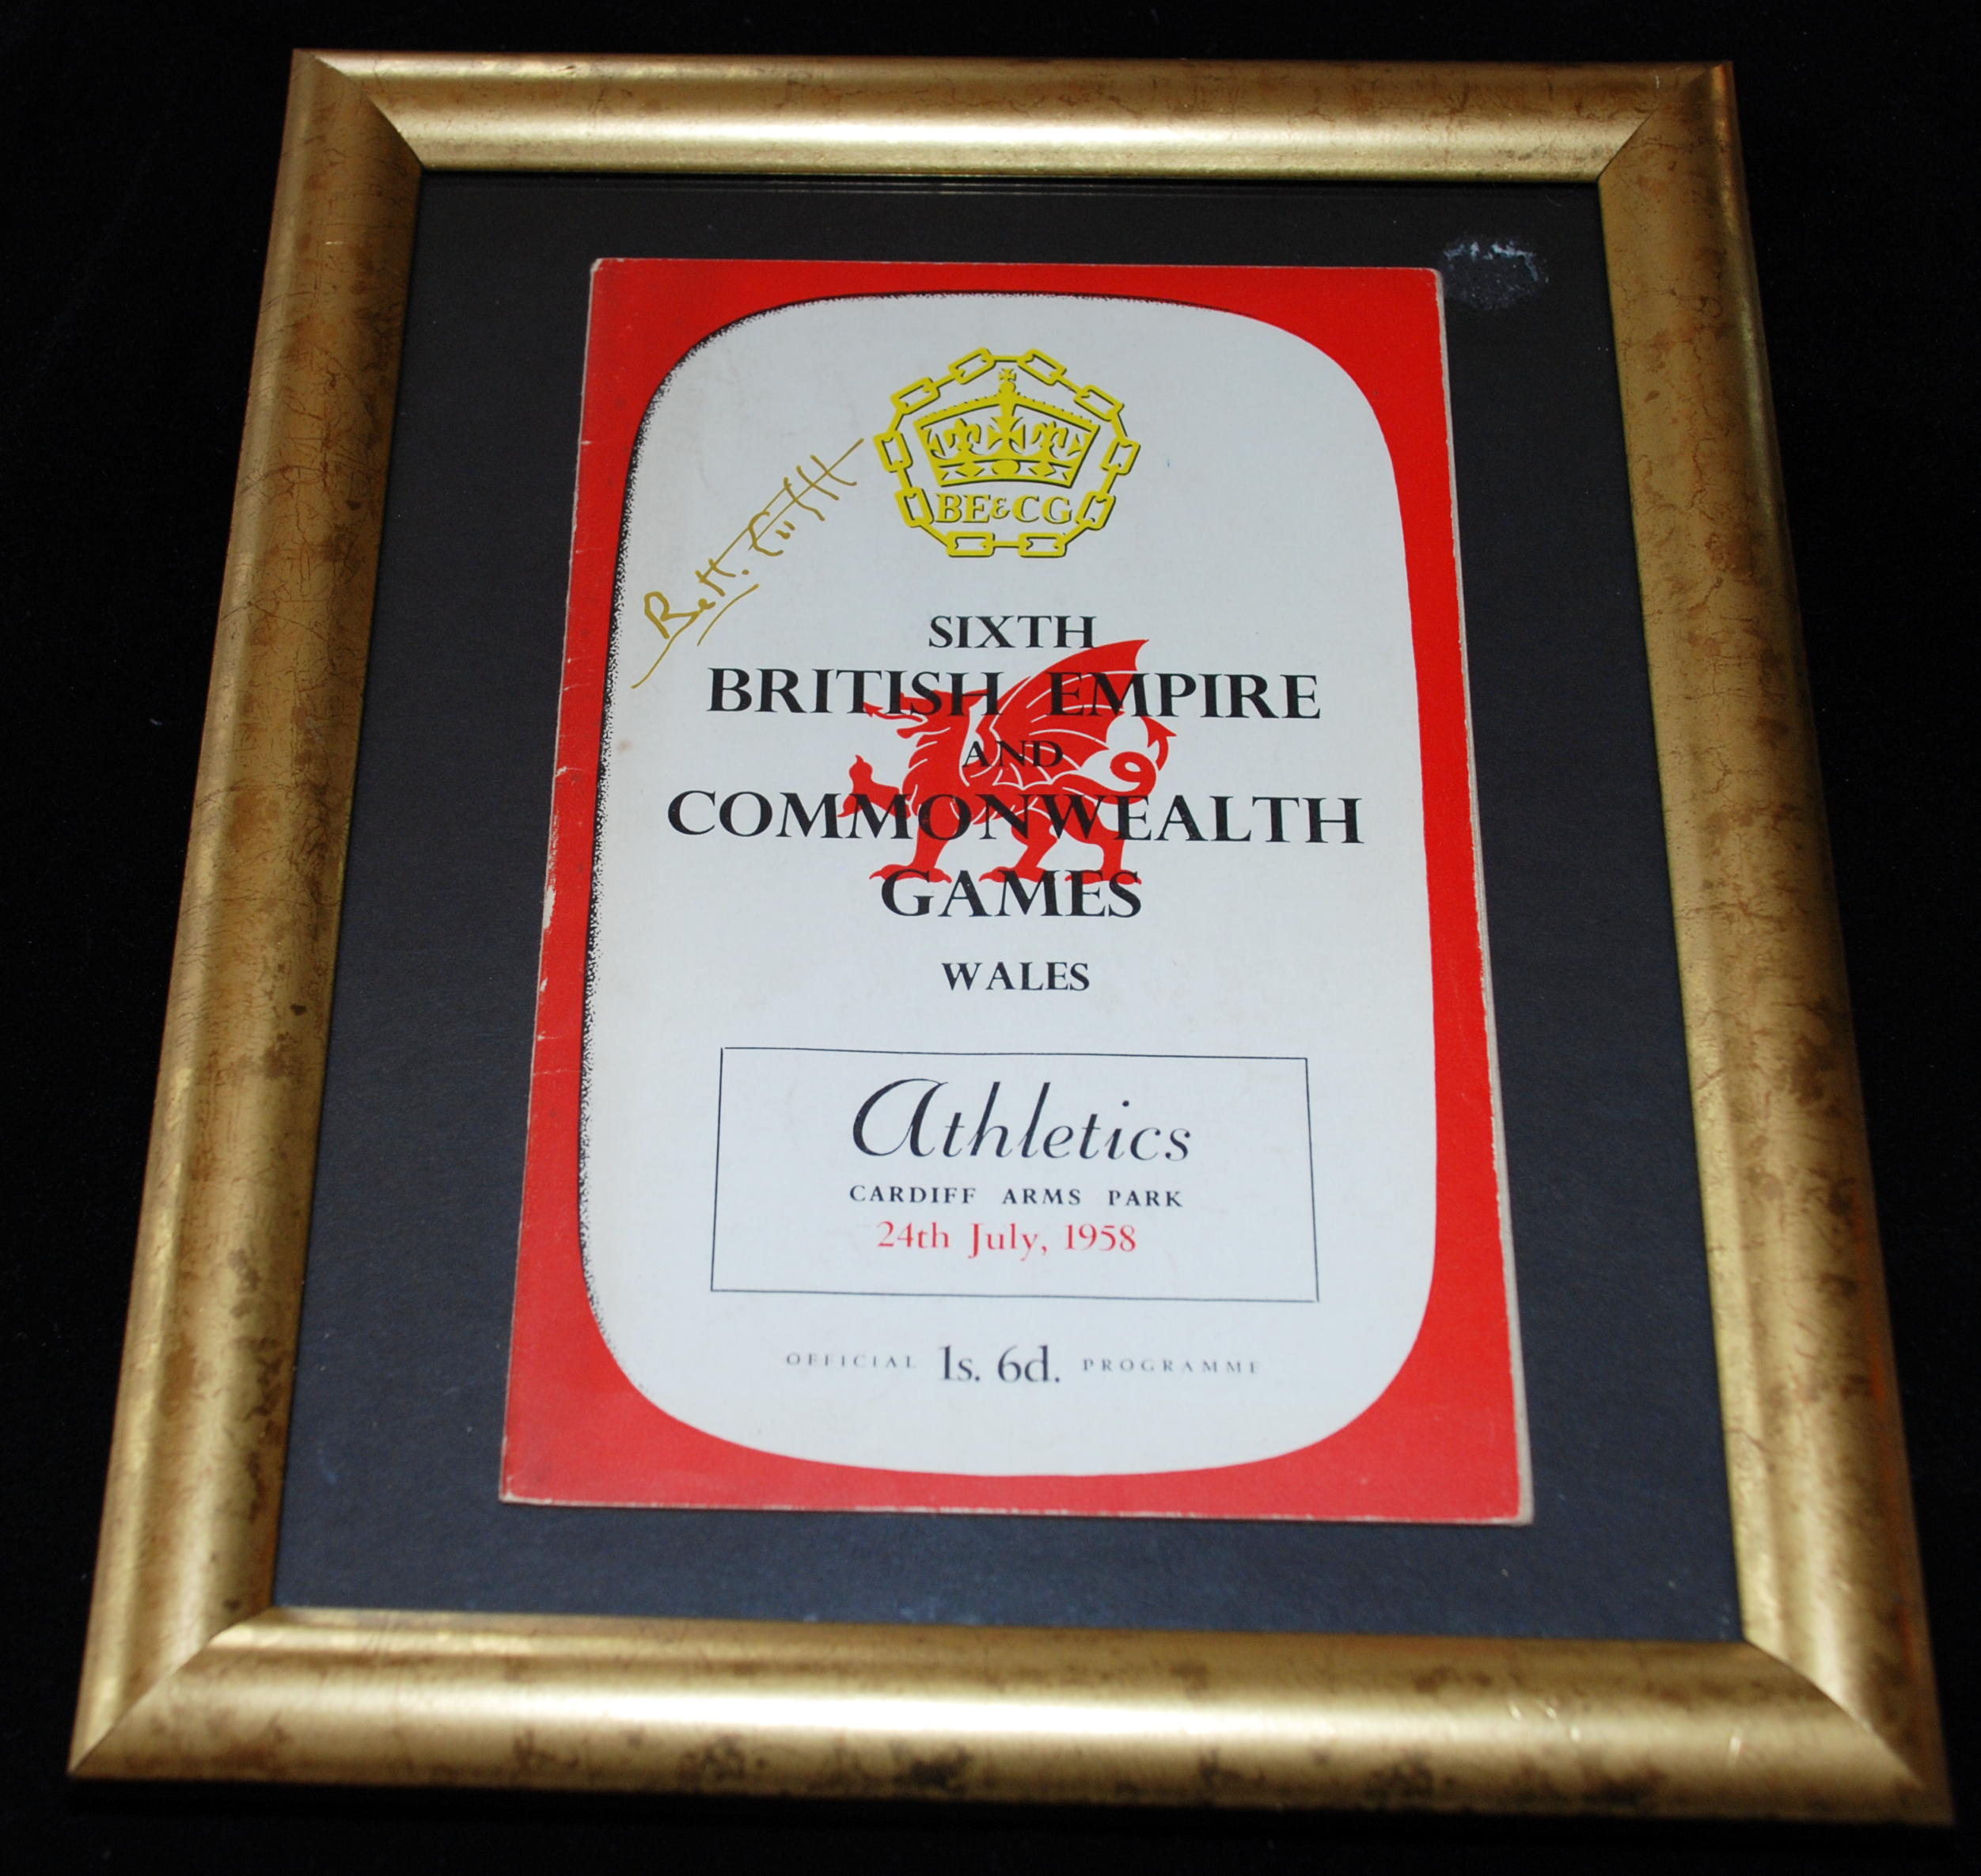 BE&CG
SIXTH
BRITISH EMPIRE
AND
COMMONWEALTH
GAMES
WALES
Athletics
CARDIFF ARMS PARK
24th July, 1958
OFFICIAL 1s. 6d. PROGRAMME